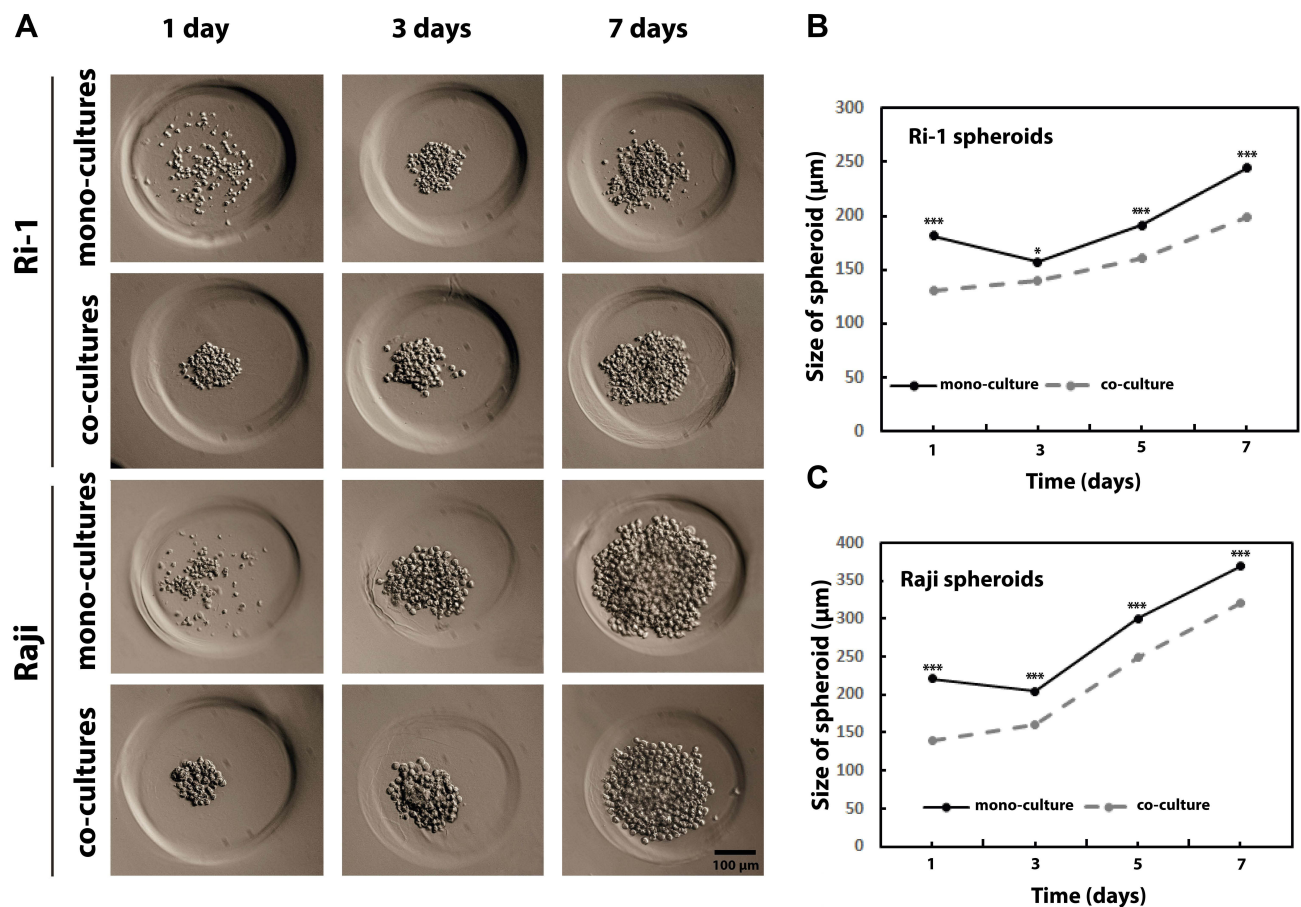 A
1 day
3 days
7 days
Ri-1
mono-cultures
co-cultures
Raji
mono-cultures
co-cultures
100 µm
B
300
250
200
150
100
50
0
Size of spheroid (µm)
Ri-1 spheroids
***
*
***
***
mono-culture
co-culture
1
3
5
7
Time (days)
C
400
350
300
250
200
150
100
50
0
Size of spheroid (µm)
Raji spheroids
***
***
***
***
mono-culture
co-culture
1
3
5
7
Time (days)